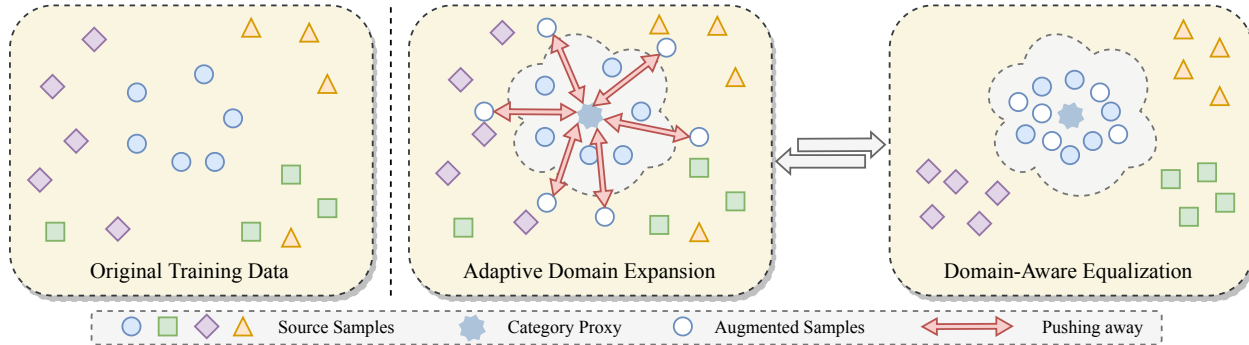 Original Training Data
Adaptive Domain Expansion
Domain-Aware Equalization
Source Samples
Category Proxy
Augmented Samples
Pushing away